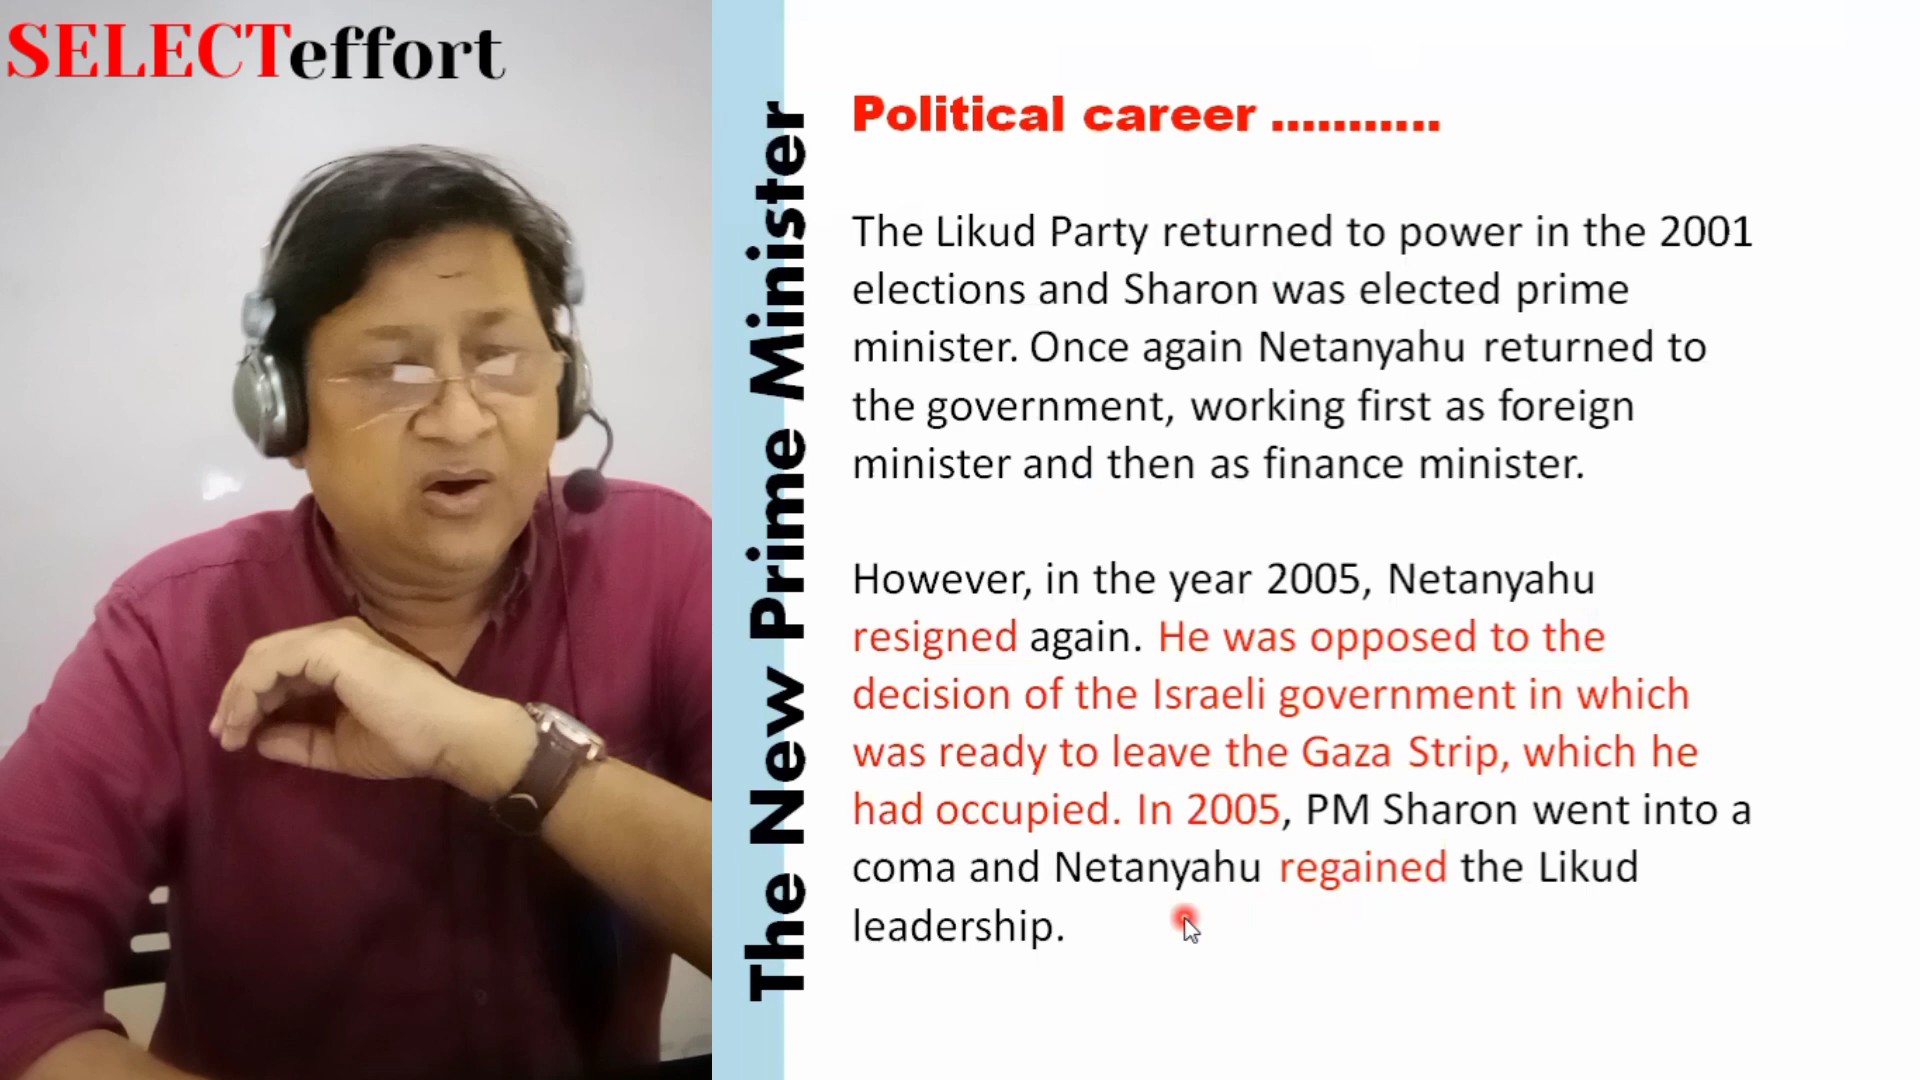 SELECTeffort
The New Prime Minister
Political career ...........
The Likud Party returned to power in the 2001
elections and Sharon was elected prime
minister. Once again Netanyahu returned to
the government, working first as foreign
minister and then as finance minister.
However, in the year 2005, Netanyahu
resigned again. He was opposed to the
decision of the Israeli government in which
was ready to leave the Gaza Strip, which he
had occupied. In 2005, PM Sharon went into a
coma and Netanyahu regained the Likud
leadership.